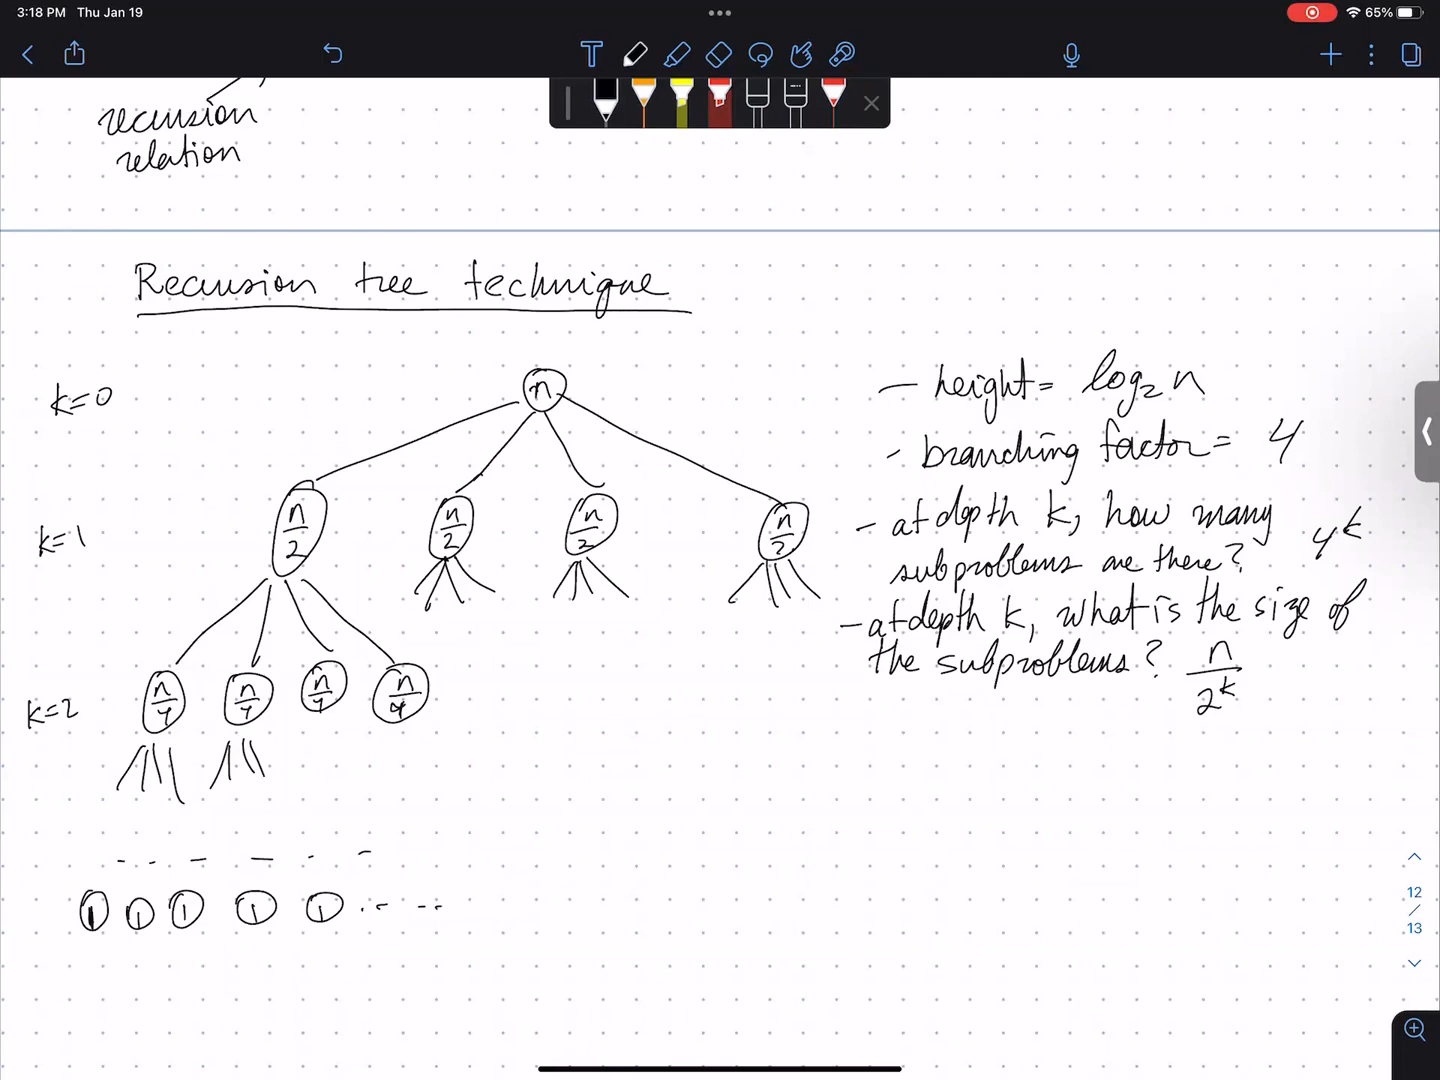 3:18 PM Thu Jan 19
65%
T
recursion
relation
Recursion tree technique
k=0
n
- height = log₂ n
- branching factor = 4
k=1
n/2 n/2 n/2 n/2
- at depth k, how many
subproblems are there? 4^k
- at depth k, what is the size of
the subproblems? n/2^k
k=2
n/4 n/4 n/4 n/4
1 1 1 1 1 . . - - -
12
/
13